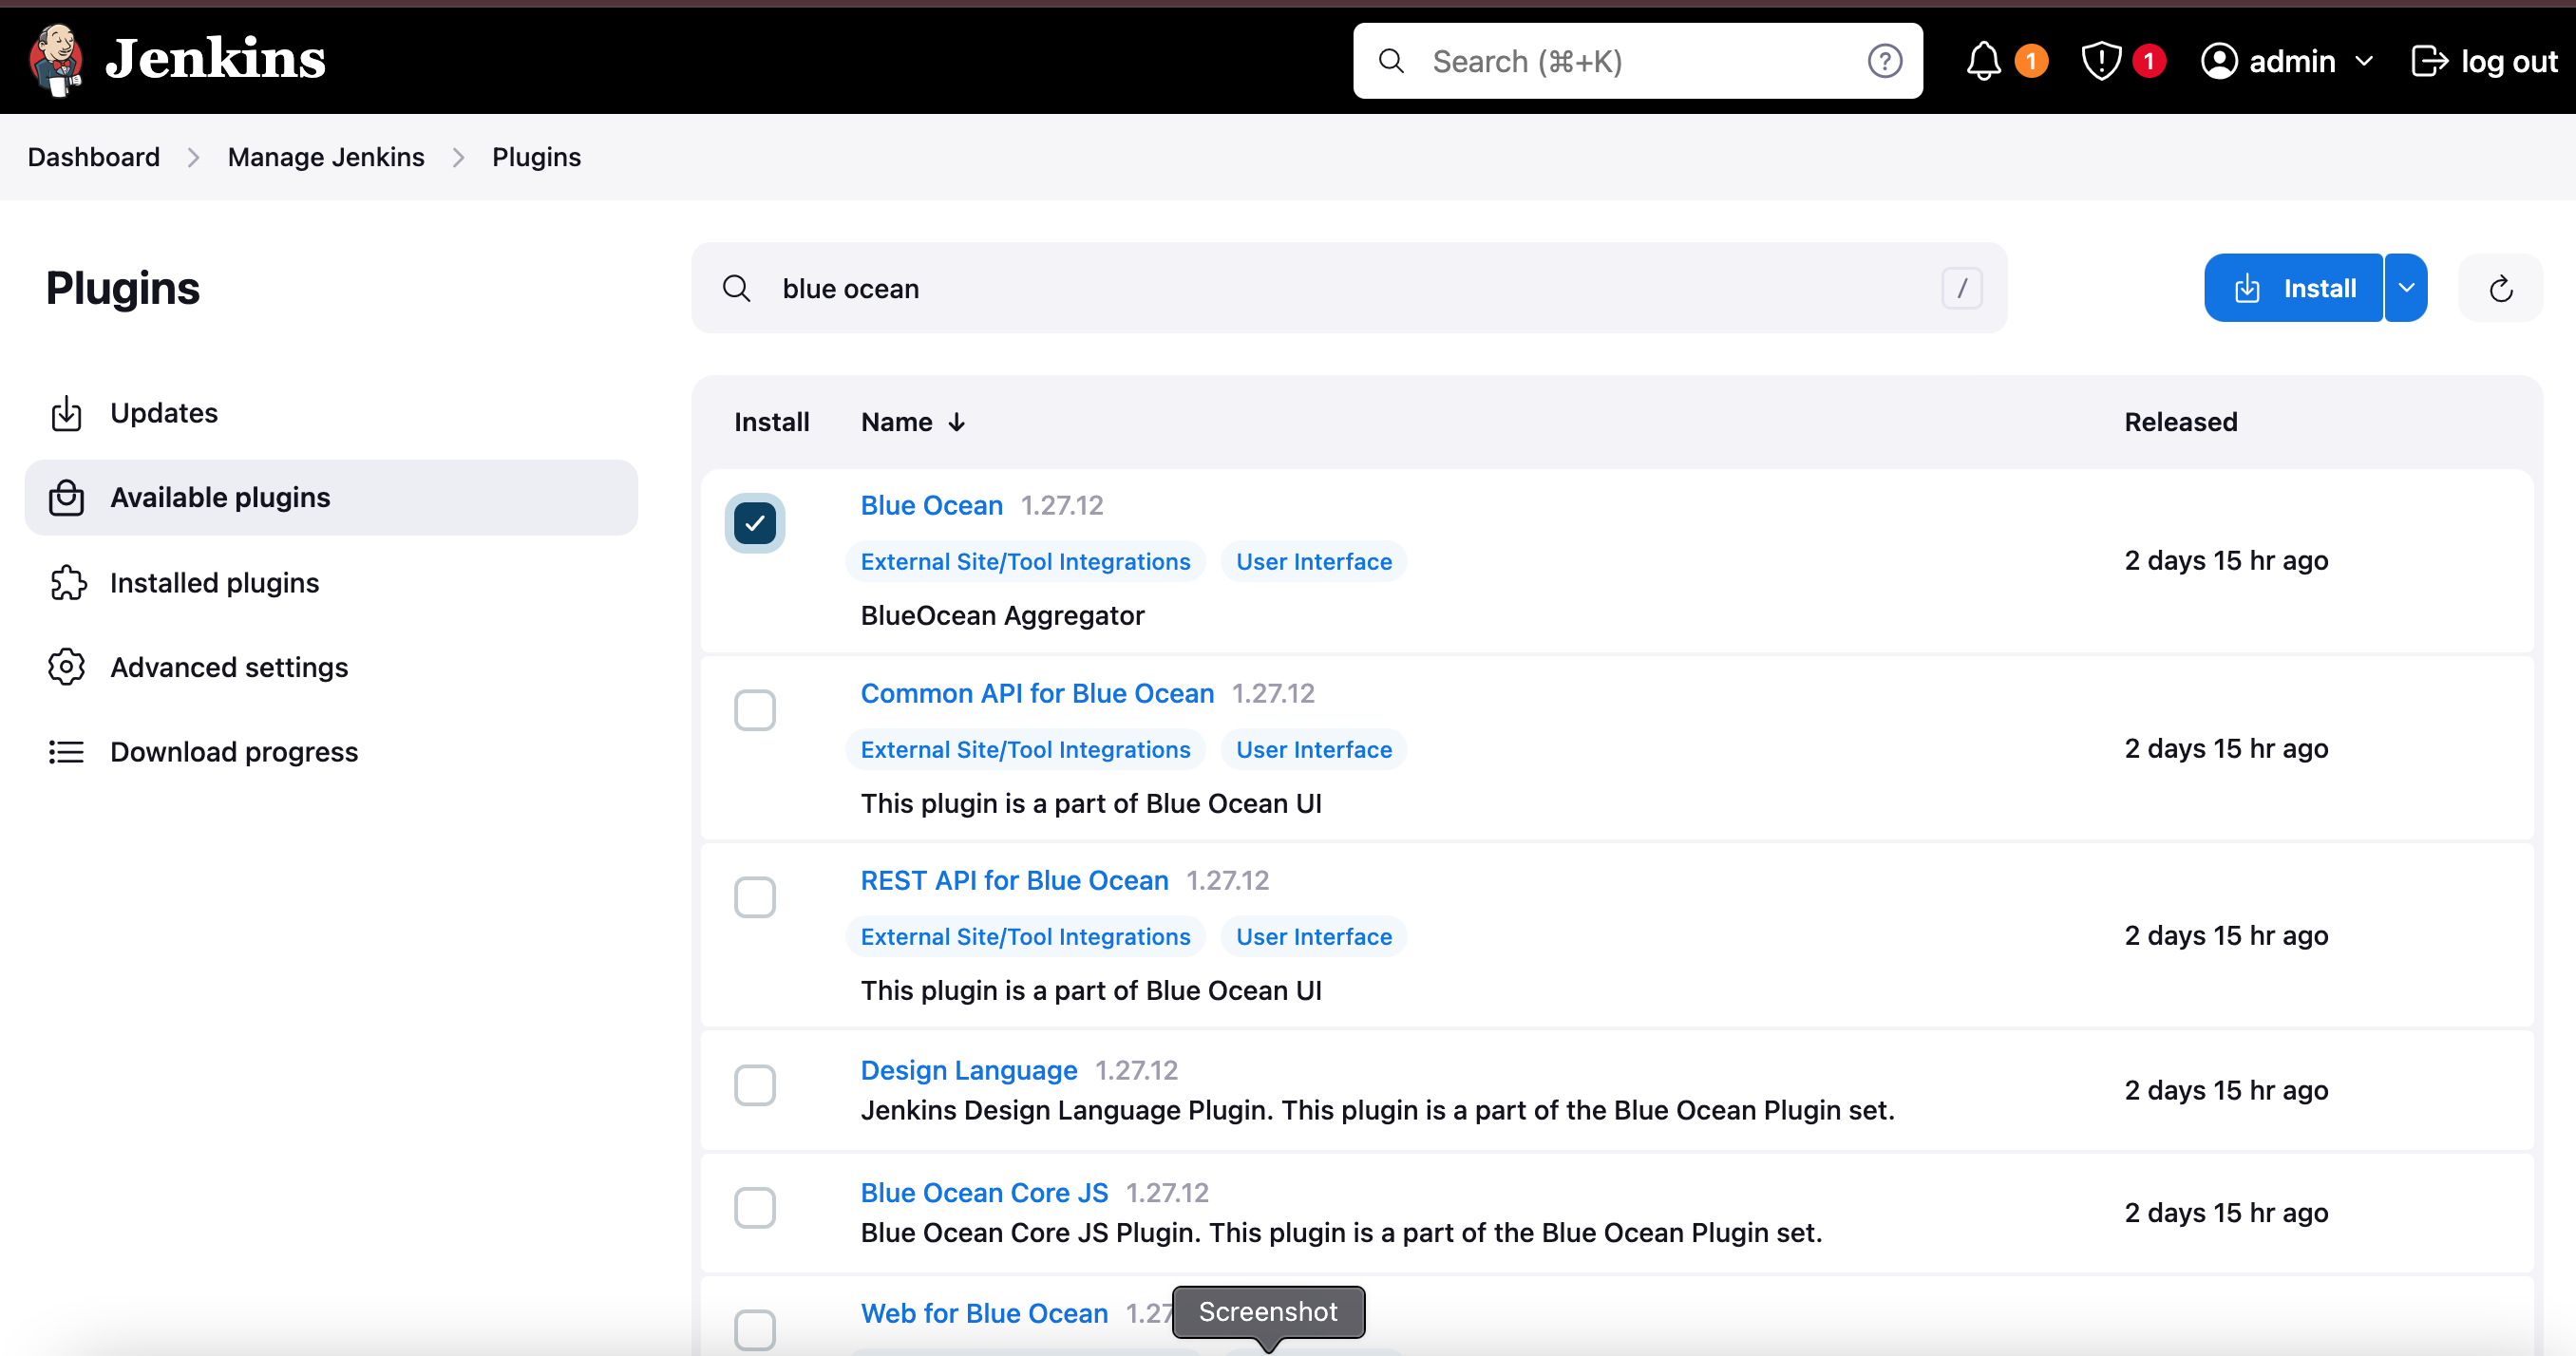 Jenkins
Search (⌘+K)
?
1
1
admin
log out
Dashboard > Manage Jenkins > Plugins
Plugins
Updates
Available plugins
Installed plugins
Advanced settings
Download progress
blue ocean
/
Install
Install Name ↓ Released
Blue Ocean 1.27.12
External Site/Tool Integrations User Interface
BlueOcean Aggregator
2 days 15 hr ago
Common API for Blue Ocean 1.27.12
External Site/Tool Integrations User Interface
This plugin is a part of Blue Ocean UI
2 days 15 hr ago
REST API for Blue Ocean 1.27.12
External Site/Tool Integrations User Interface
This plugin is a part of Blue Ocean UI
2 days 15 hr ago
Design Language 1.27.12
Jenkins Design Language Plugin. This plugin is a part of the Blue Ocean Plugin set.
2 days 15 hr ago
Blue Ocean Core JS 1.27.12
Blue Ocean Core JS Plugin. This plugin is a part of the Blue Ocean Plugin set.
2 days 15 hr ago
Web for Blue Ocean 1.27
Screenshot